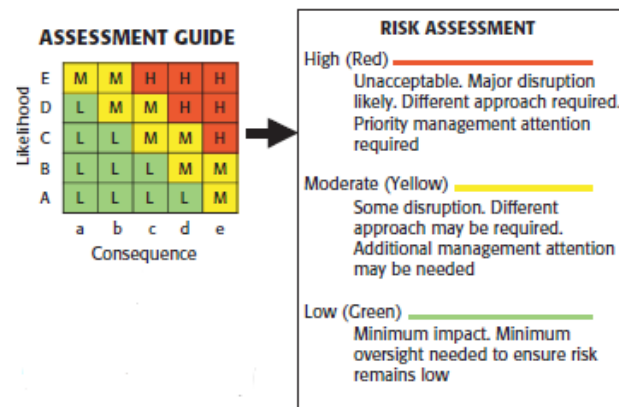 ASSESSMENT GUIDE
Likelihood
E M M H H H
D L M M H H
C L L M M H
B L L L M M
A L L L L M
a b c d e
Consequence
RISK ASSESSMENT
High (Red)
Unacceptable. Major disruption
likely. Different approach required.
Priority management attention
required
Moderate (Yellow)
Some disruption. Different
approach may be required.
Additional management attention
may be needed
Low (Green)
Minimum impact. Minimum
oversight needed to ensure risk
remains low